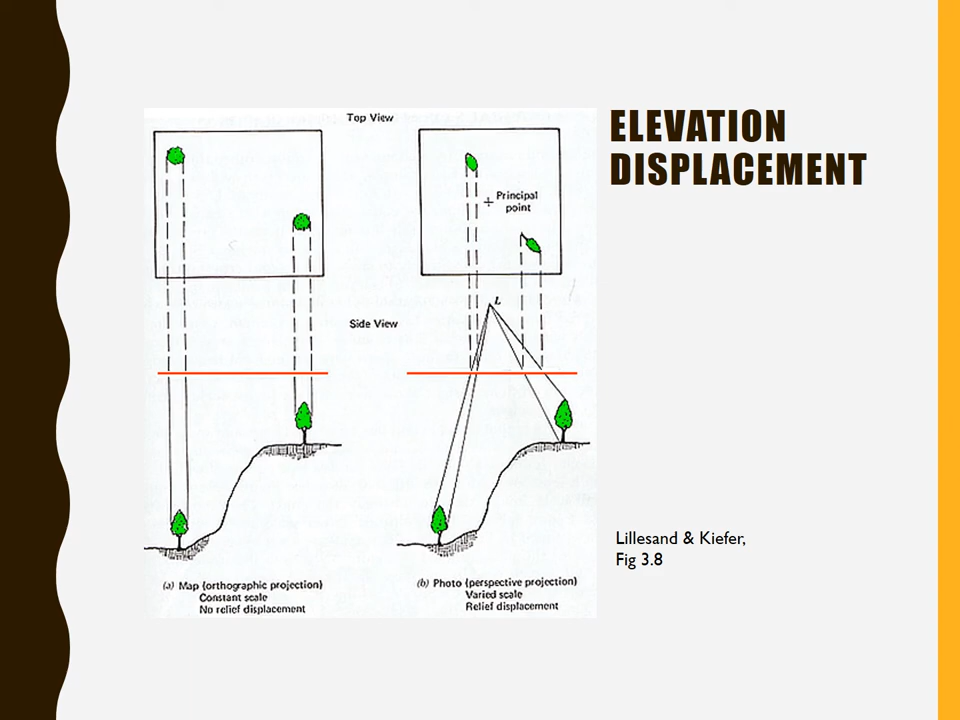 ELEVATION
DISPLACEMENT
Top View
Principal
point
L
Side View
(a) Map (orthographic projection)
Constant scale
No relief displacement
(b) Photo (perspective projection)
Varied scale
Relief displacement
Lillesand & Kiefer,
Fig 3.8